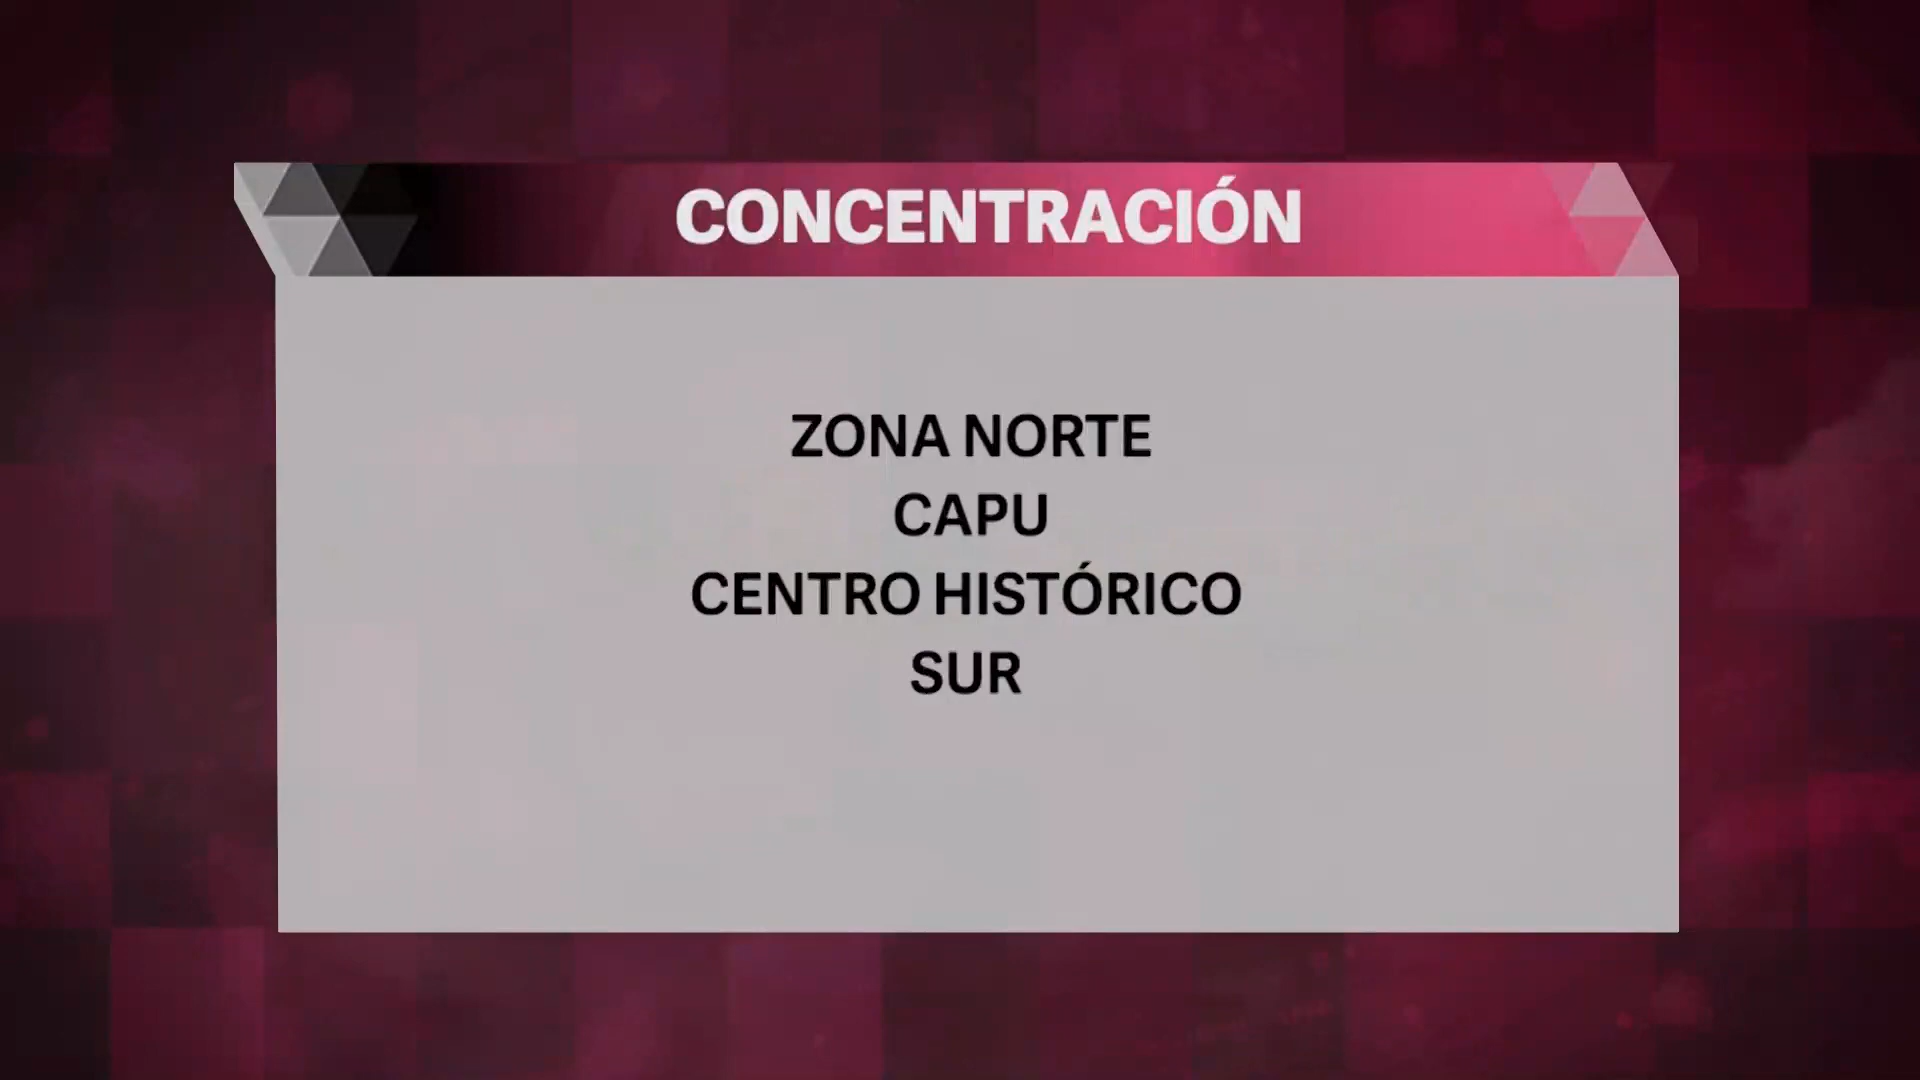 CONCENTRACIÓN
ZONA NORTE
CAPU
CENTRO HISTÓRICO
SUR